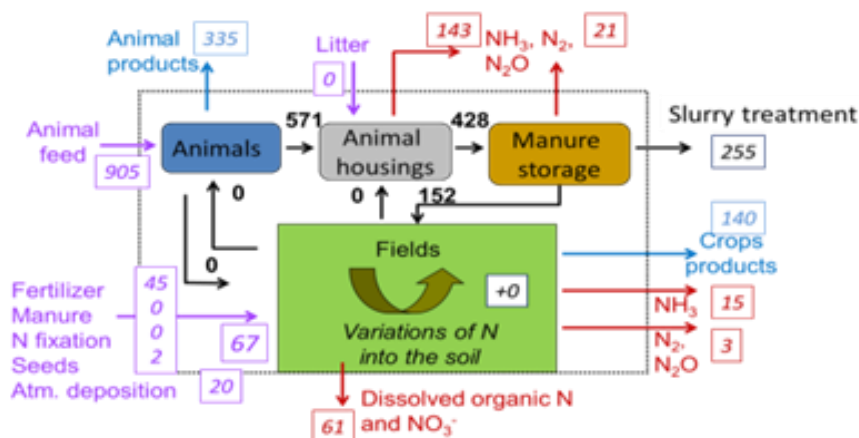 Animal
products
335
Litter
0
143
NH₃, N₂,
N₂O
21
Animal
feed
905
Animals
571
Animal
housings
428
Manure
storage
Slurry treatment
255
0
0
0
152
140
Crops
products
Fields
+0
Variations of N
into the soil
Fertilizer
Manure
N fixation
Seeds
Atm. deposition
45
0
0
2
20
67
NH₃
15
N₂,
N₂O
3
61
Dissolved organic N
and NO₃⁻